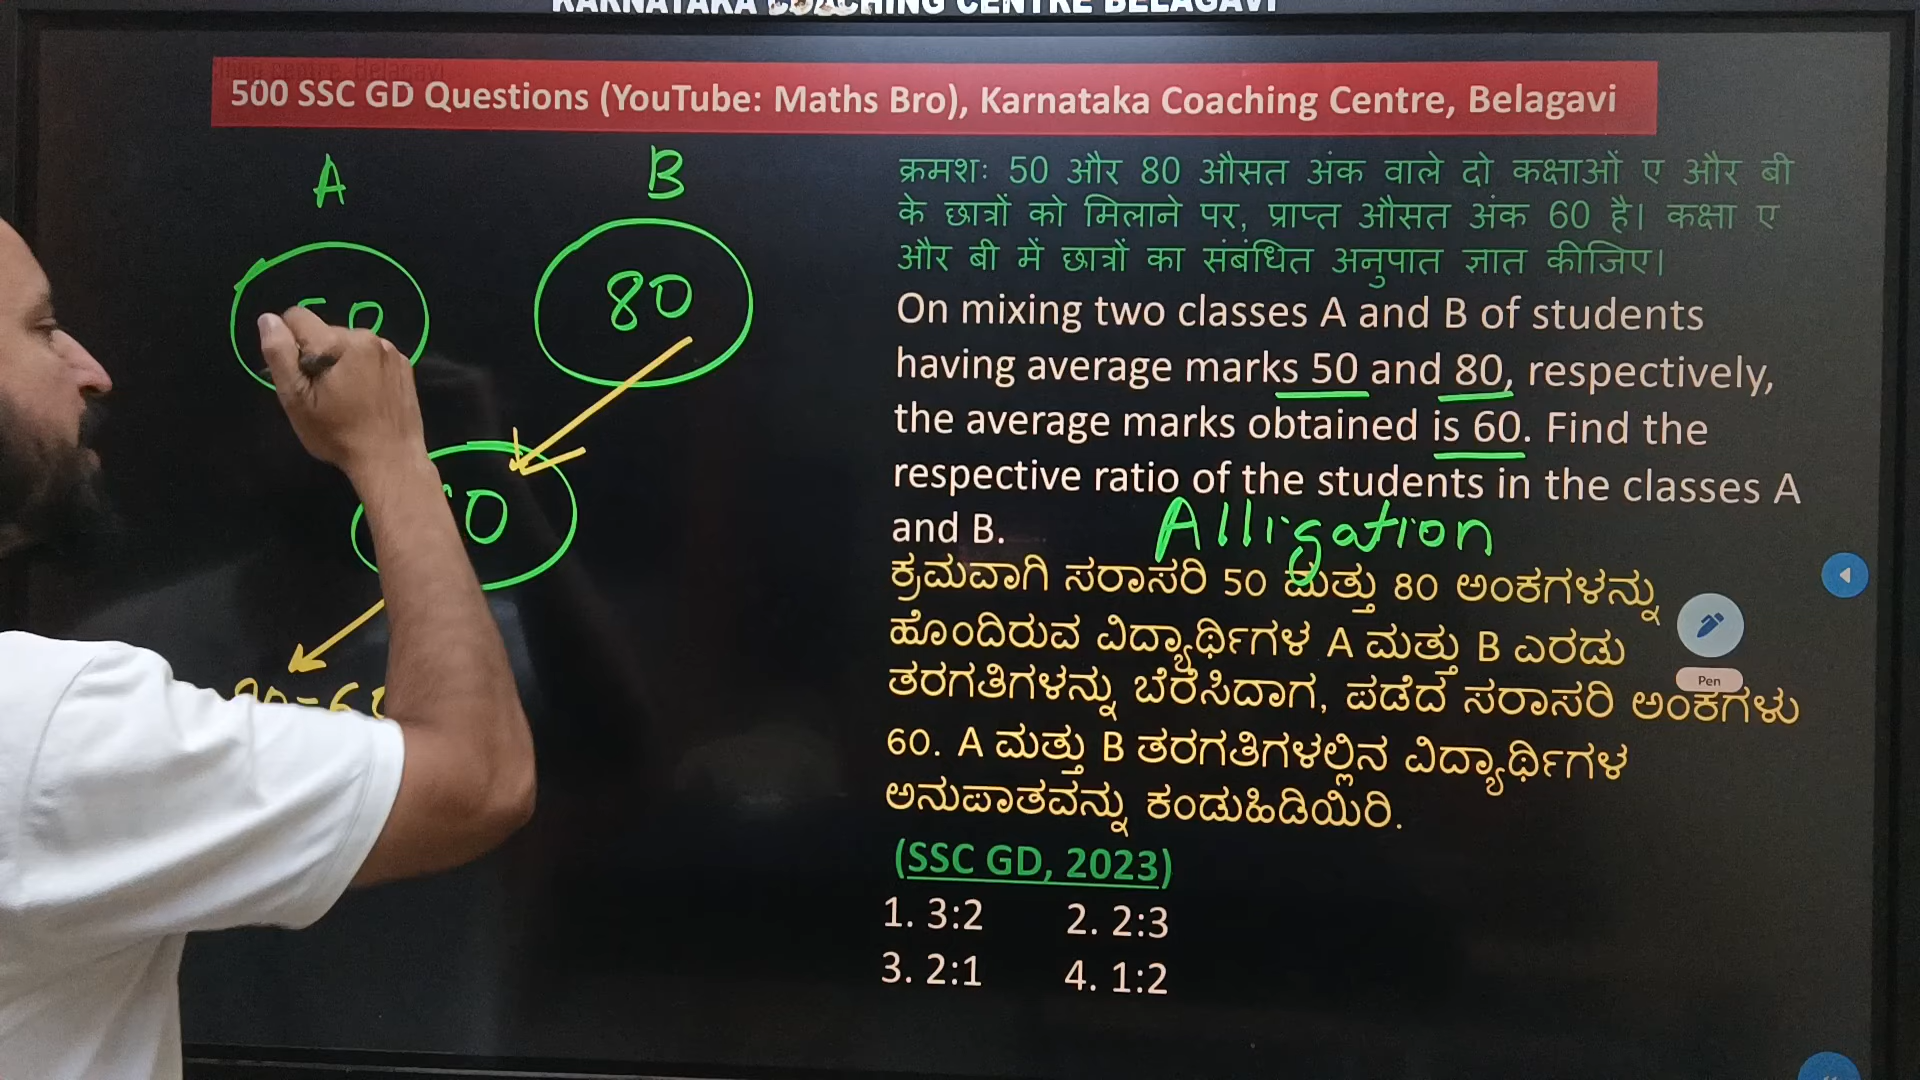 KARNATAKA COACHING CENTRE BELAGAVI
500 SSC GD Questions (YouTube: Maths Bro), Karnataka Coaching Centre, Belagavi
A
B
80
क्रमशः 50 और 80 औसत अंक वाले दो कक्षाओं ए और बी
के छात्रों को मिलाने पर, प्राप्त औसत अंक 60 है। कक्षा ए
और बी में छात्रों का संबंधित अनुपात ज्ञात कीजिए।
On mixing two classes A and B of students
having average marks 50 and 80, respectively,
the average marks obtained is 60. Find the
respective ratio of the students in the classes A
and B.
Alligation
ಕ್ರಮವಾಗಿ ಸರಾಸರಿ 50 ಮತ್ತು 80 ಅಂಕಗಳನ್ನು
ಹೊಂದಿರುವ ವಿದ್ಯಾರ್ಥಿಗಳ A ಮತ್ತು B ಎರಡು
ತರಗತಿಗಳನ್ನು ಬೆರೆಸಿದಾಗ, ಪಡೆದ ಸರಾಸರಿ ಅಂಕಗಳು
60. A ಮತ್ತು B ತರಗತಿಗಳಲ್ಲಿನ ವಿದ್ಯಾರ್ಥಿಗಳ
ಅನುಪಾತವನ್ನು ಕಂಡುಹಿಡಿಯಿರಿ.
(SSC GD, 2023)
1. 3:2 2. 2:3
3. 2:1 4. 1:2
Pen